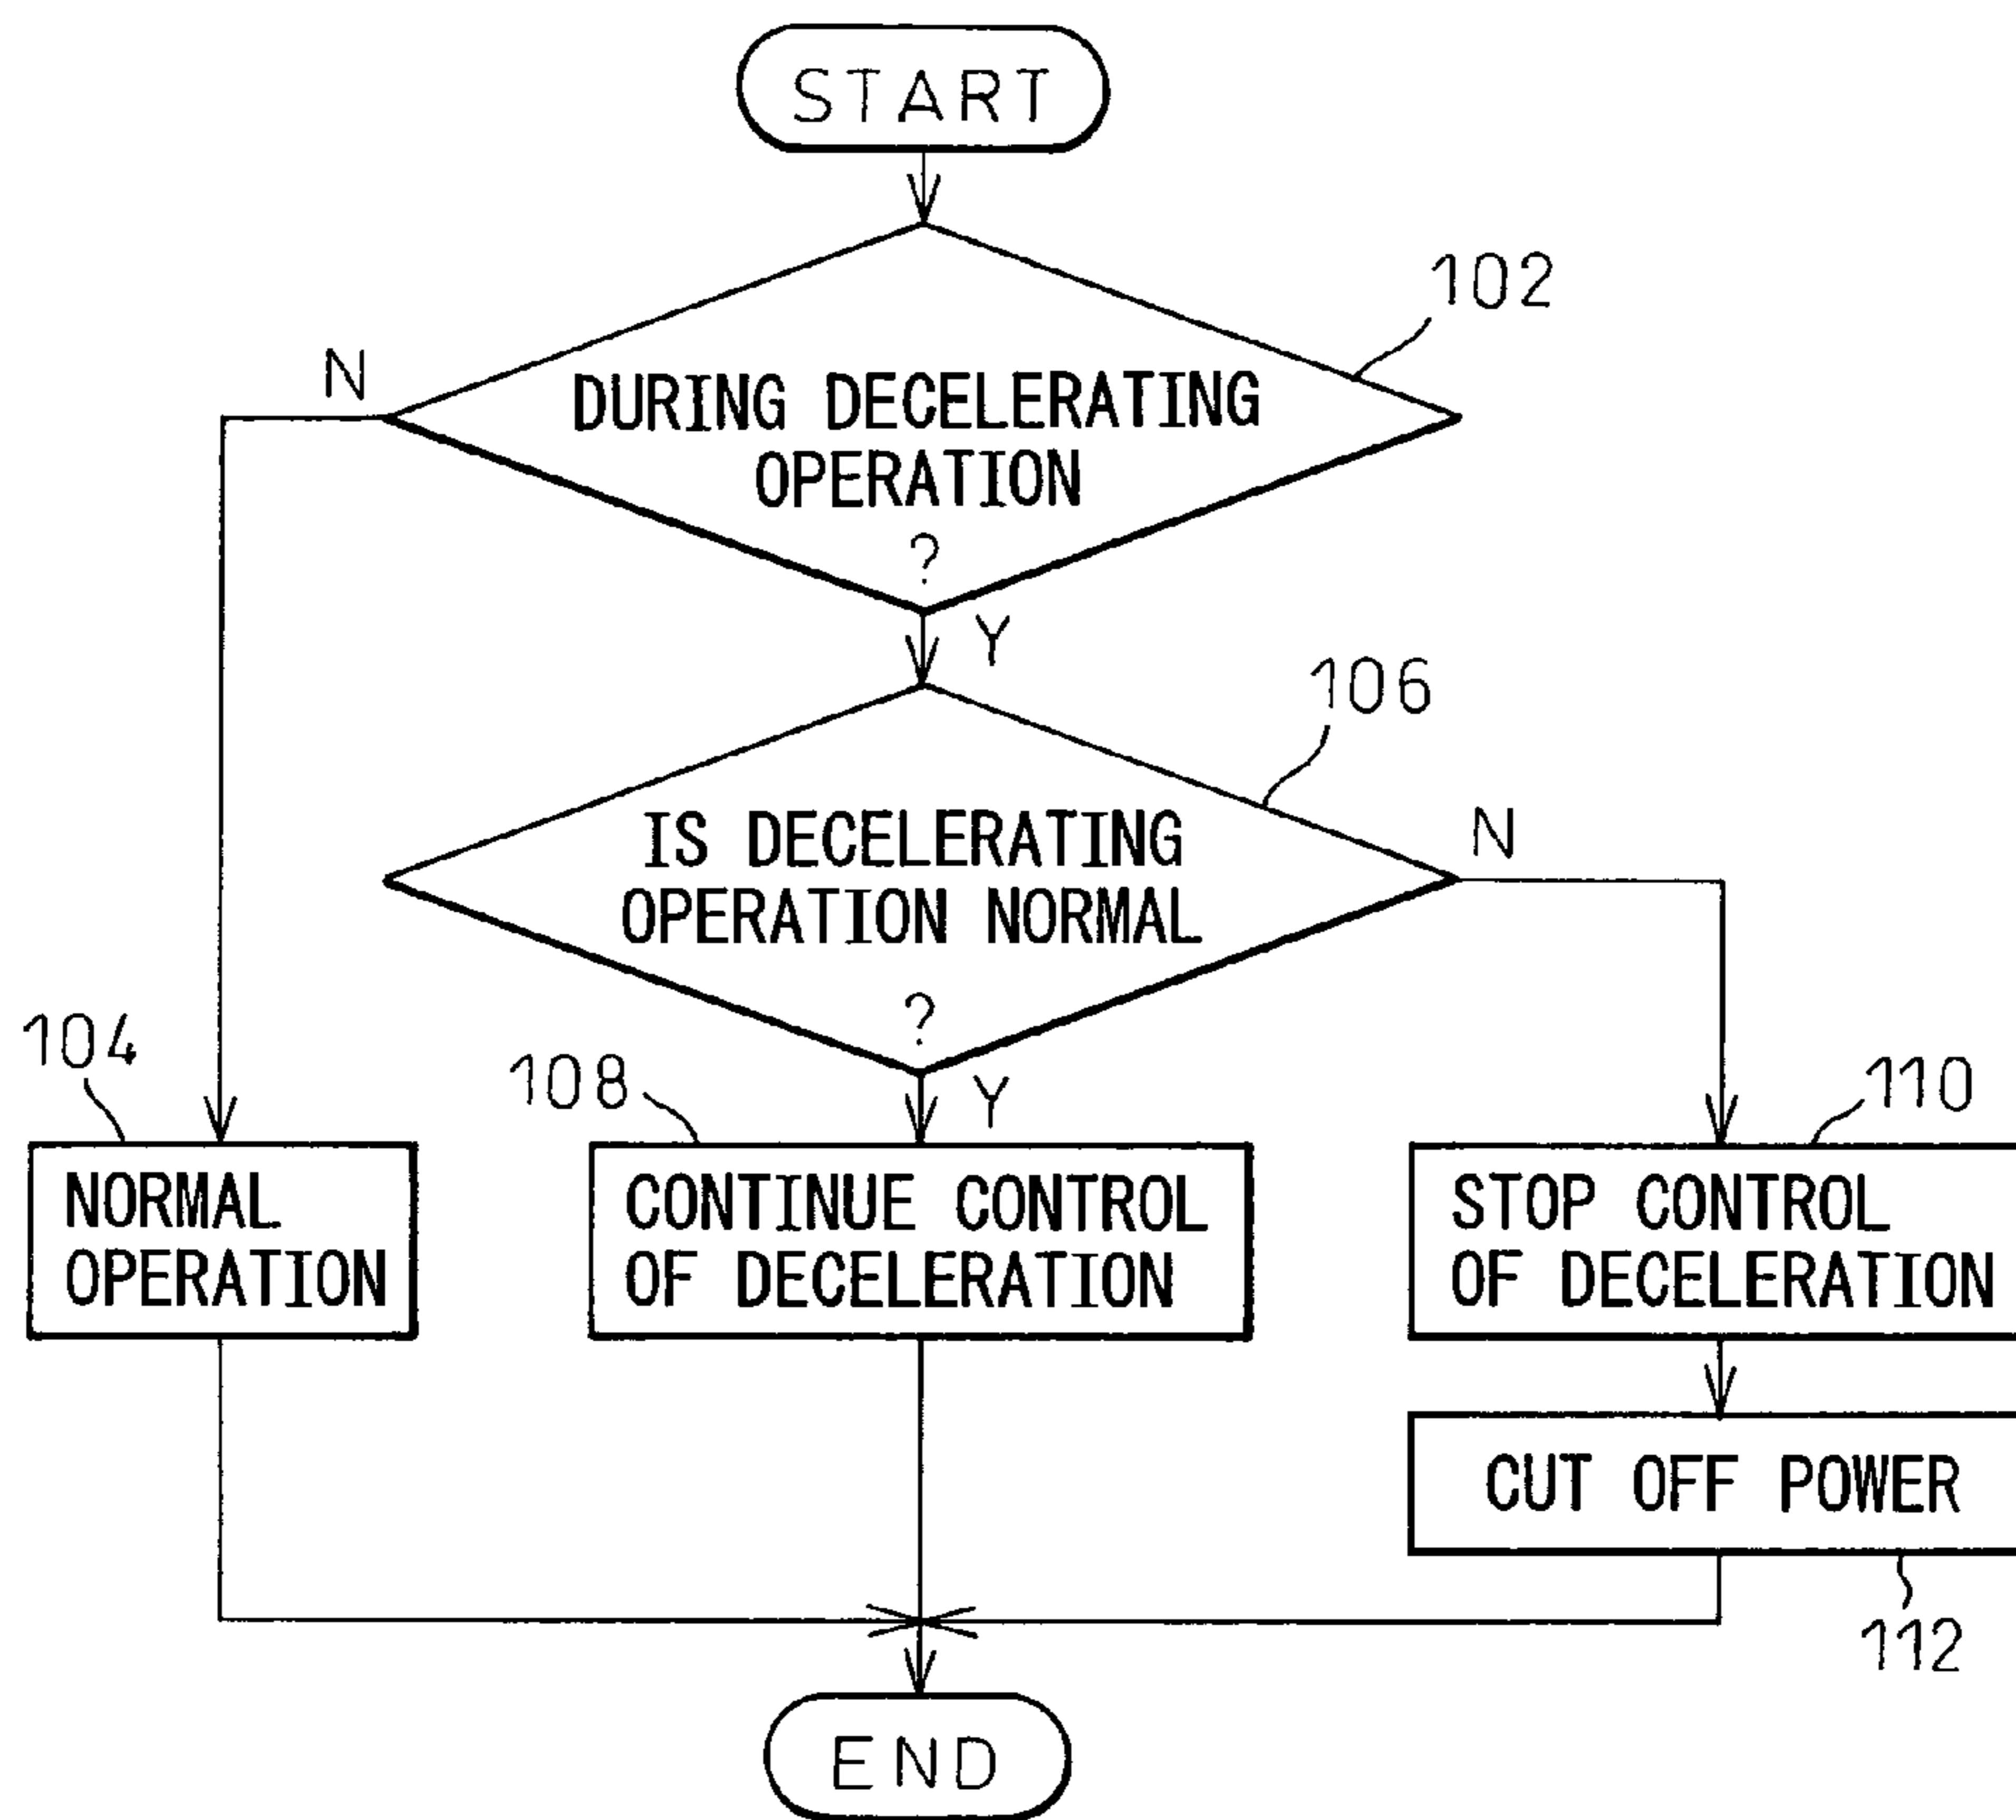 START
102
N
DURING DECELERATING
OPERATION
?
Y
106
IS DECELERATING
OPERATION NORMAL
?
N
Y
104
NORMAL
OPERATION
108
CONTINUE CONTROL
OF DECELERATION
110
STOP CONTROL
OF DECELERATION
CUT OFF POWER
112
END